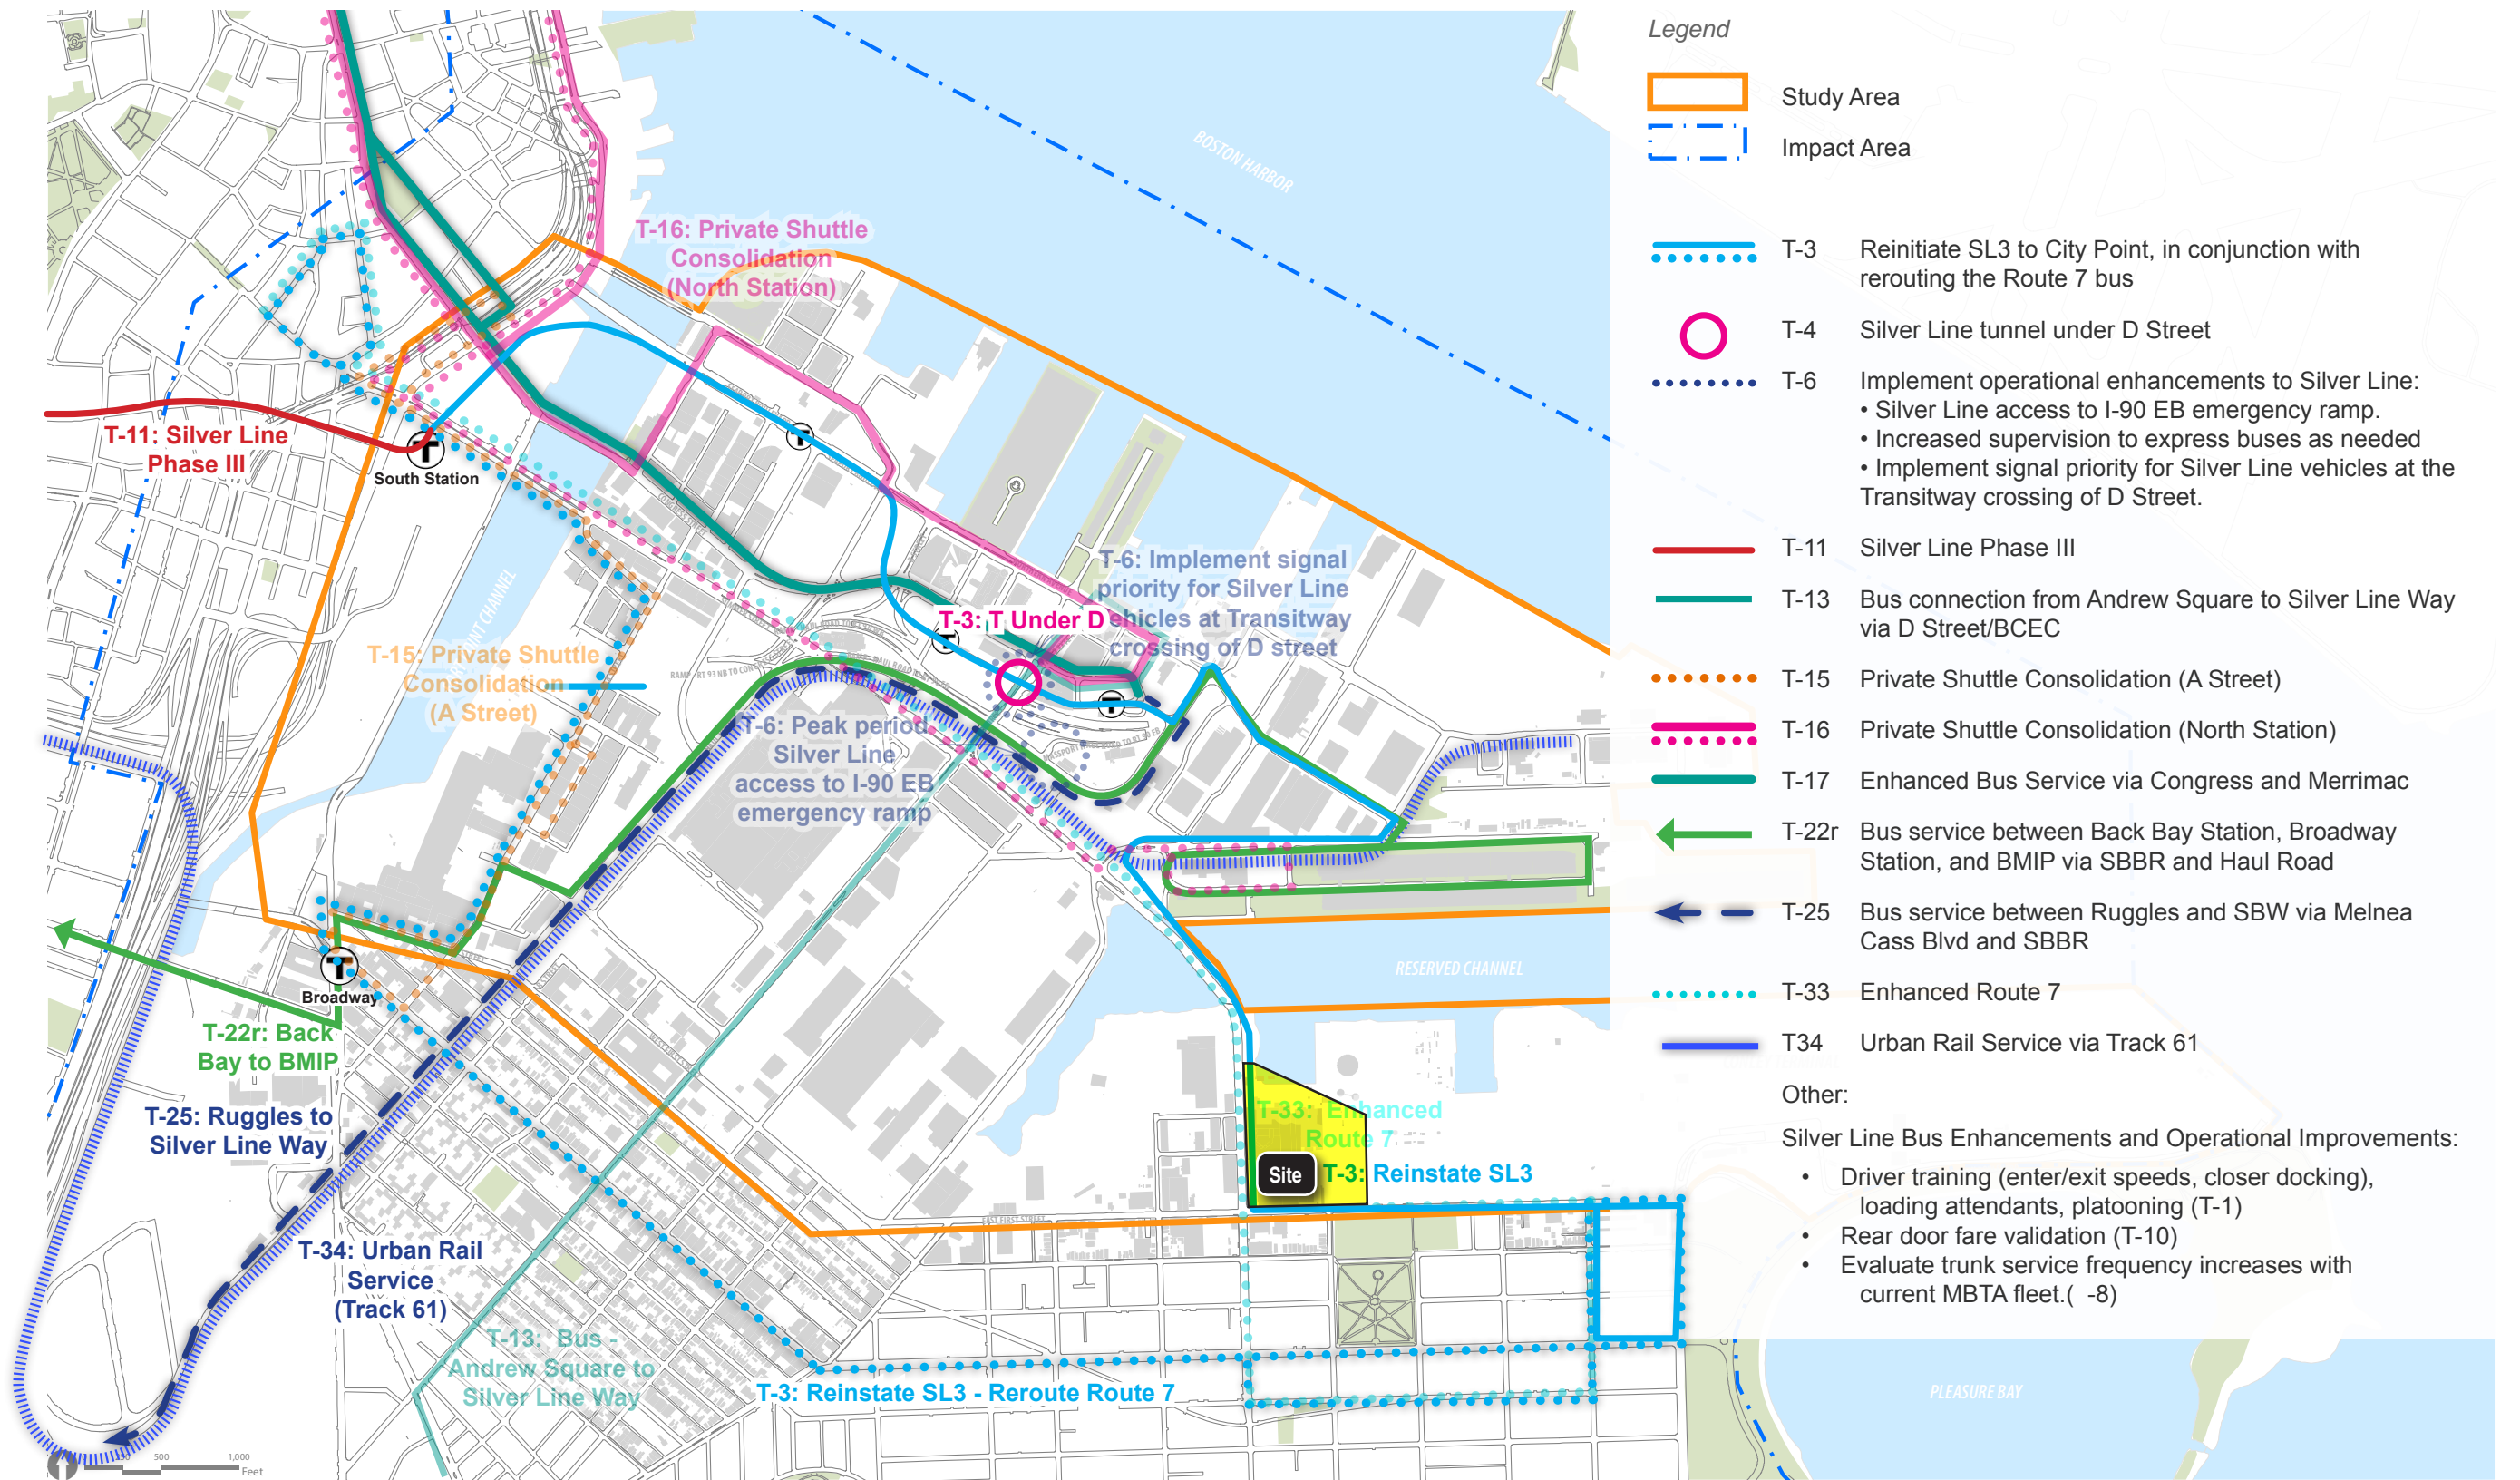 BOSTON HARBOR
T-16: Private Shuttle
Consolidation
(North Station)
T-11: Silver Line
Phase III
South Station
T-6: Implement signal
priority for Silver Line
ehicles at Transitway
crossing of D street
T-3: T Under D
T-15: Private Shuttle
Consolidation
(A Street)
T-6: Peak period
Silver Line
access to I-90 EB
emergency ramp
RESERVED CHANNEL
Broadway
T-22r: Back
Bay to BMIP
T-25: Ruggles to
Silver Line Way
T-33: Enhanced
Route 7
Site
T-3: Reinstate SL3
EAST FIRST STREET
T-34: Urban Rail
Service
(Track 61)
T-13: Bus -
Andrew Square to
Silver Line Way
T-3: Reinstate SL3 - Reroute Route 7
PLEASURE BAY
500
1,000
Feet
Legend
Study Area
Impact Area
T-3 Reinitiate SL3 to City Point, in conjunction with
rerouting the Route 7 bus
T-4 Silver Line tunnel under D Street
T-6 Implement operational enhancements to Silver Line:
• Silver Line access to I-90 EB emergency ramp.
• Increased supervision to express buses as needed
• Implement signal priority for Silver Line vehicles at the
Transitway crossing of D Street.
T-11 Silver Line Phase III
T-13 Bus connection from Andrew Square to Silver Line Way
via D Street/BCEC
T-15 Private Shuttle Consolidation (A Street)
T-16 Private Shuttle Consolidation (North Station)
T-17 Enhanced Bus Service via Congress and Merrimac
T-22r Bus service between Back Bay Station, Broadway
Station, and BMIP via SBBR and Haul Road
T-25 Bus service between Ruggles and SBW via Melnea
Cass Blvd and SBBR
T-33 Enhanced Route 7
T34 Urban Rail Service via Track 61
Other:
Silver Line Bus Enhancements and Operational Improvements:
• Driver training (enter/exit speeds, closer docking),
loading attendants, platooning (T-1)
• Rear door fare validation (T-10)
• Evaluate trunk service frequency increases with
current MBTA fleet.( -8)